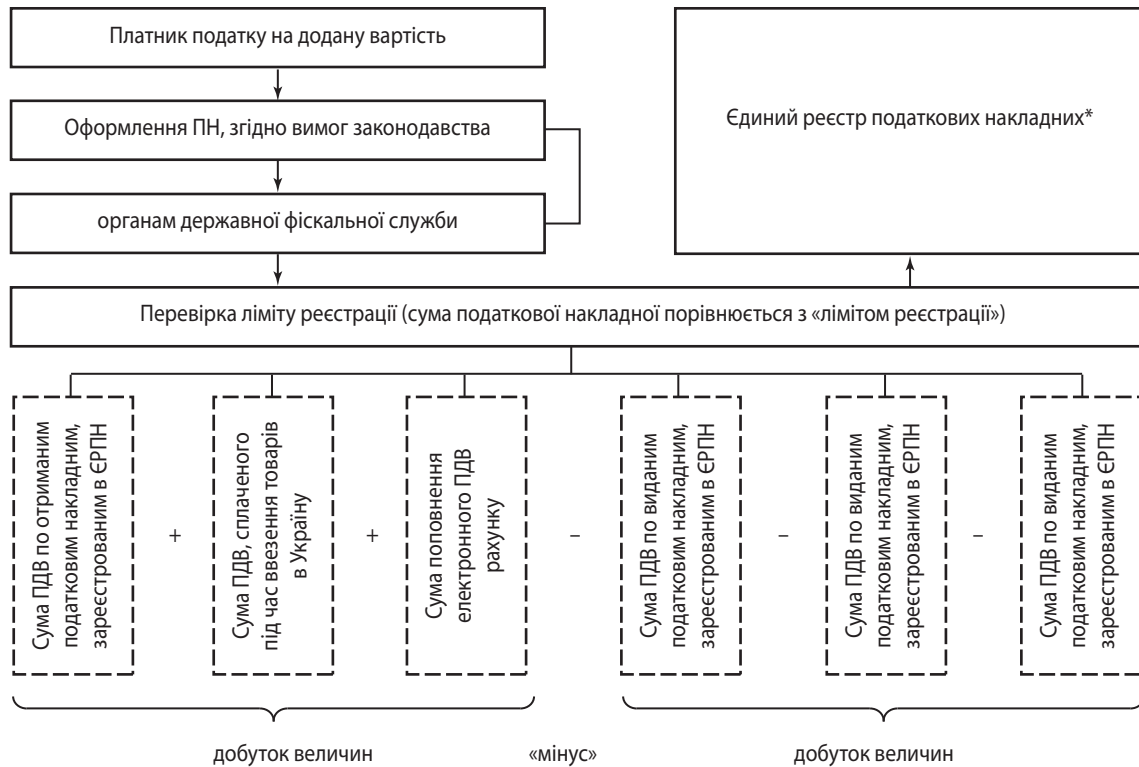 Платник податку на додану вартість
Оформлення ПН, згідно вимог законодавства
органам державної фіскальної служби
Єдиний реєстр податкових накладних*
Перевірка ліміту реєстрації (сума податкової накладної порівнюється з «лімітом реєстрації»)
Сума ПДВ по отриманим
податковим накладним,
зареєстрованим в ЄРПН
+
Сума ПДВ, сплаченого
під час ввезення товарів
в Україну
+
Сума поповнення
електронного ПДВ
рахунку
–
Сума ПДВ по виданим
податковим накладним,
зареєстрованим в ЄРПН
–
Сума ПДВ по виданим
податковим накладним,
зареєстрованим в ЄРПН
–
Сума ПДВ по виданим
податковим накладним,
зареєстрованим в ЄРПН
добуток величин
«мінус»
добуток величин